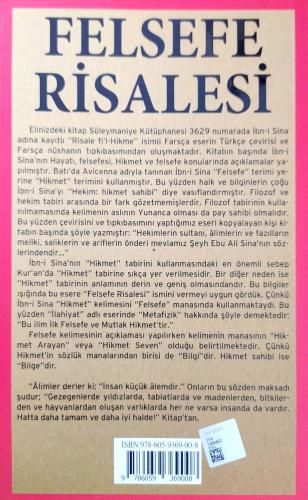 FELSEFE
RİSALESİ
Elinizdeki kitap Süleymaniye Kütüphanesi 3629 numarada İbn-i Sina
adına kayıtlı "Risale fi'l-Hikme" isimli Farsça eserin Türkçe çevirisi ve
Farsça nüshanın tıpkıbasımından oluşmaktadır. Kitabın başında İbn-i
Sina'nın Hayatı, felsefesi, Hikmet ve felsefe konularında açıklamalar ya-
pılmıştır. Batı'da Avicenna adıyla tanınan İbn-i Sina "Felsefe" terimi ye-
rine "Hikmet" terimini kullanmıştır. Bu yüzden halk ve bilginlerin çoğu
İbn-i Sina'yı "Hekim: hikmet sahibi" diye vasıflandırmıştır. Filozof ve
hekim tabiri arasında bir fark gözetmemişlerdir. Filozof tabirinin kulla-
nılmamasında kelimenin aslının Yunanca olması da pay sahibi olmalıdır.
Bu yüzden çevirisini ve tıpkıbasımını yaptığımız eseri kopyalayan kişi ki-
tabın başında şöyle yazmıştır: "Hekimlerin sultanı, âlimlerin ve fazılların
meliki, saliklerin ve ariflerin önderi mevlamız Şeyh Ebu Ali Sina'nın söz-
lerindendir..."
İbn-i Sina'nın "Hikmet" tabirini kullanmasındaki en önemli sebep
Kur'an'da "Hikmet" tabirine sıkça yer verilmesidir. Bir diğer neden ise
"Hikmet" tabirinin anlamının derin ve geniş olmasındandır. Bu bilgiler
ışığında bu esere "Felsefe Risalesi" ismini vermeyi uygun gördük. Çünkü
İbn-i Sina "Hikmet" kelimesini "Felsefe" manasında kullanmaktaydı. Bu
yüzden "İlahiyat" adlı eserinde "Metafizik" hakkında şöyle demektedir:
"Bu ilim İlk Felsefe ve Mutlak Hikmet'tir."
Felsefe kelimesinin açıklaması yapılırken kelimenin manasının "Hik-
met Arayan" veya "Hikmet Seven" olduğu belirtilmektedir. Çünkü
Hikmet'in sözlük manalarından birisi de "Bilgi"dir. Hikmet sahibi ise
"Bilge"dir.
"Âlimler derler ki; "İnsan küçük âlemdir." Onların bu sözden maksadı
şudur; "Gezegenlerde yıldızlarda, tabiatlarda ve madenlerden, bitki-
lerden ve hayvanlardan oluşan varlıklarda her ne varsa insanda da vardır.
Hatta daha tamam ve daha iyi halde!" Kitap'tan.
ISBN 978-605-9369-00-8
9 786059 369008